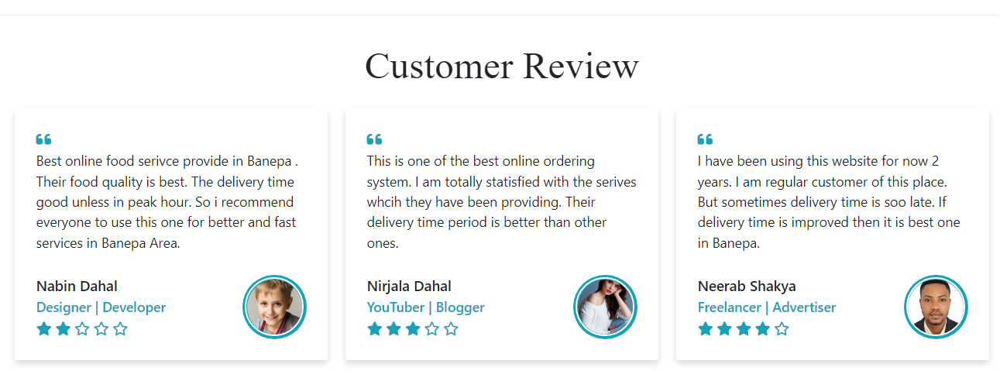 Customer Review
Best online food serivce provide in Banepa .
Their food quality is best. The delivery time
good unless in peak hour. So i recommend
everyone to use this one for better and fast
services in Banepa Area.
Nabin Dahal
Designer | Developer
This is one of the best online ordering
system. I am totally statisfied with the serives
whcih they have been providing. Their
delivery time period is better than other
ones.
Nirjala Dahal
YouTuber | Blogger
I have been using this website for now 2
years. I am regular customer of this place.
But sometimes delivery time is soo late. If
delivery time is improved then it is best one
in Banepa.
Neerab Shakya
Freelancer | Advertiser